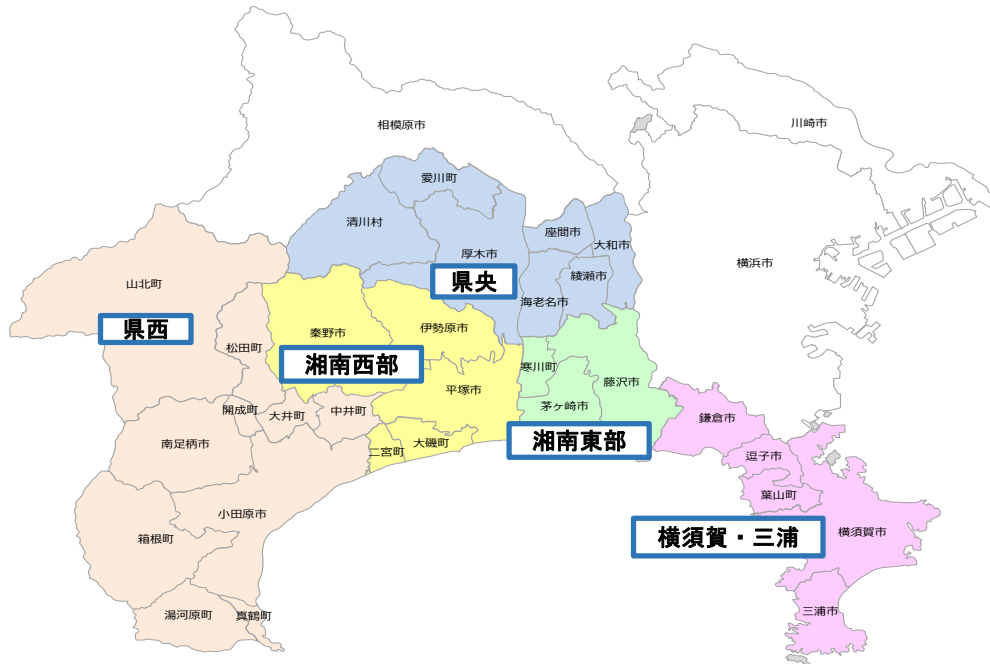 相模原市
川崎市
愛川町
清川村
座間市
大和市
厚木市
横浜市
綾瀬市
県央
山北町
海老名市
県西
秦野市
伊勢原市
松田町
湘南西部
寒川町
藤沢市
平塚市
開成町
大井町
中井町
茅ヶ崎市
鎌倉市
南足柄市
大磯町
湘南東部
二宮町
逗子市
葉山町
小田原市
箱根町
横須賀・三浦
横須賀市
湯河原町
真鶴町
三浦市